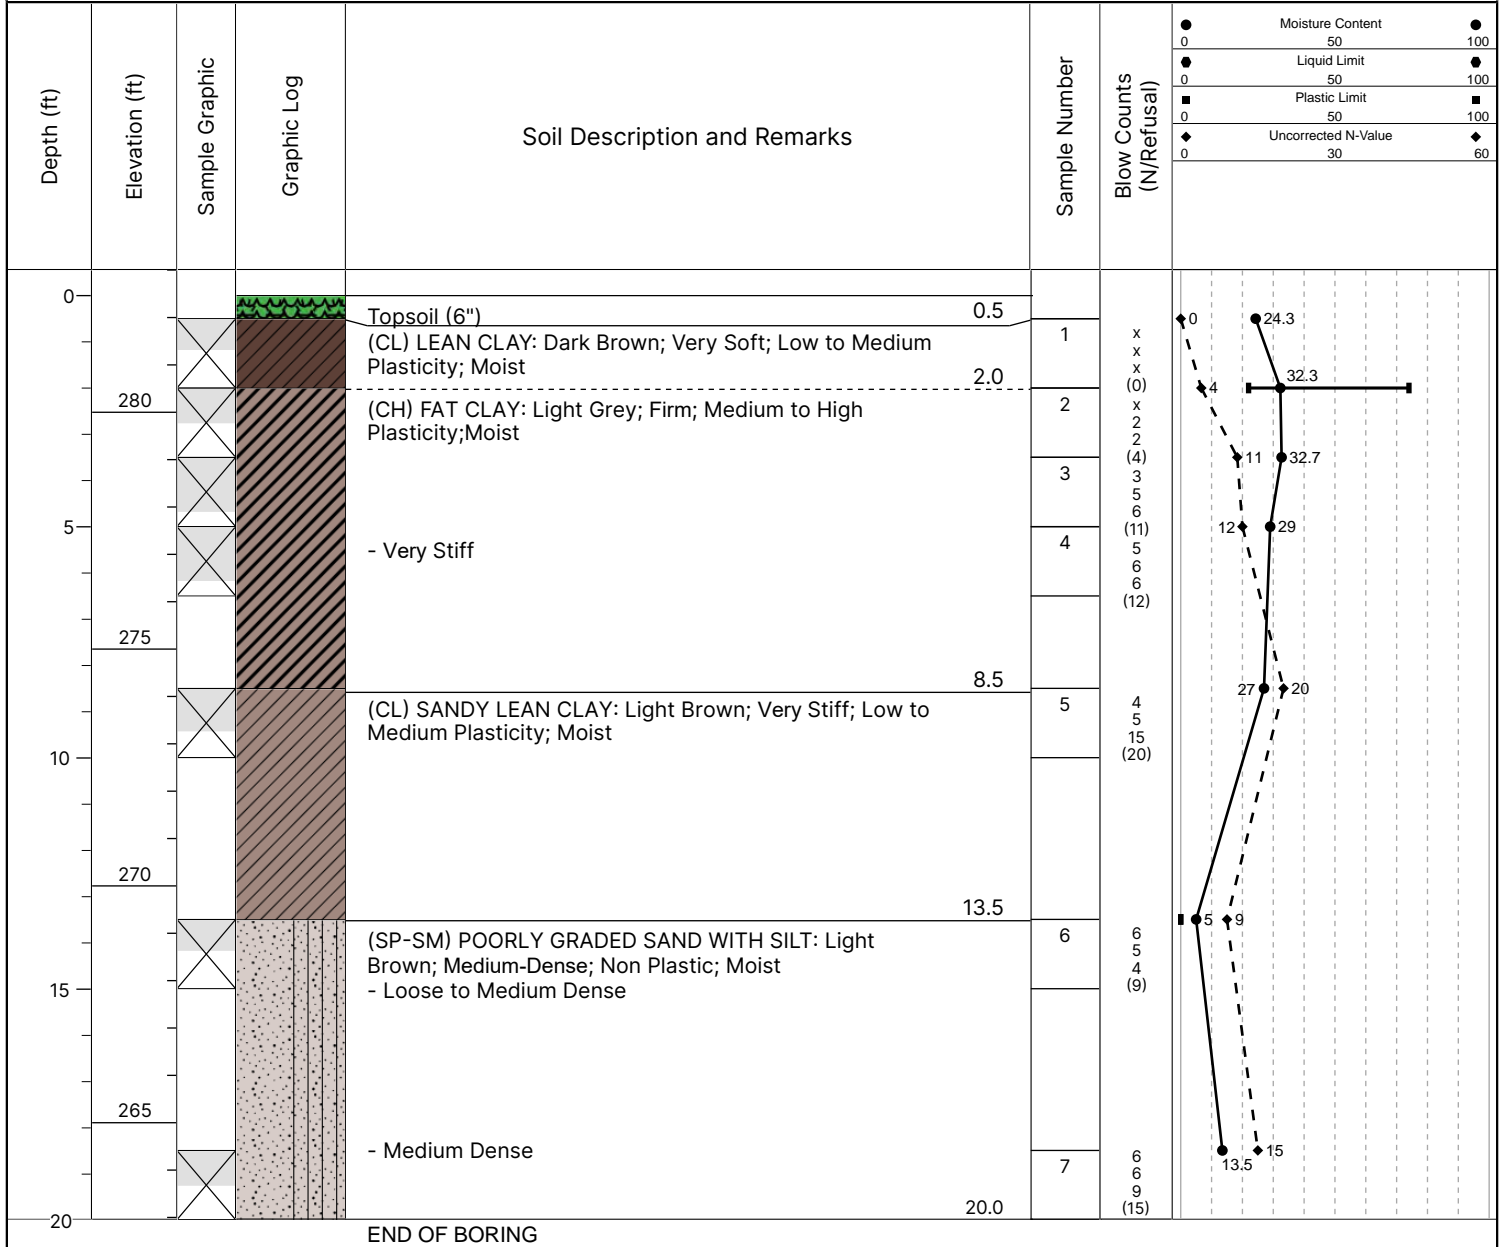 Depth (ft)
Elevation (ft)
Sample Graphic
Graphic Log
Soil Description and Remarks
Sample Number
Blow Counts
(N/Refusal)
Moisture Content
0 50 100
Liquid Limit
0 50 100
Plastic Limit
0 50 100
Uncorrected N-Value
0 30 60
0
5
10
15
20
280
275
270
265
Topsoil (6")
0.5
(CL) LEAN CLAY: Dark Brown; Very Soft; Low to Medium
Plasticity; Moist
2.0
(CH) FAT CLAY: Light Grey; Firm; Medium to High
Plasticity;Moist
- Very Stiff
8.5
(CL) SANDY LEAN CLAY: Light Brown; Very Stiff; Low to
Medium Plasticity; Moist
13.5
(SP-SM) POORLY GRADED SAND WITH SILT: Light
Brown; Medium-Dense; Non Plastic; Moist
- Loose to Medium Dense
- Medium Dense
20.0
END OF BORING
1
2
3
4
5
6
7
x
x
x
(0)
x
2
2
(4)
3
5
6
(11)
5
6
6
(12)
4
5
15
(20)
6
5
4
(9)
6
6
9
(15)
0 24.3
4 32.3
11 32.7
12 29
27 20
5 9
13.5 15